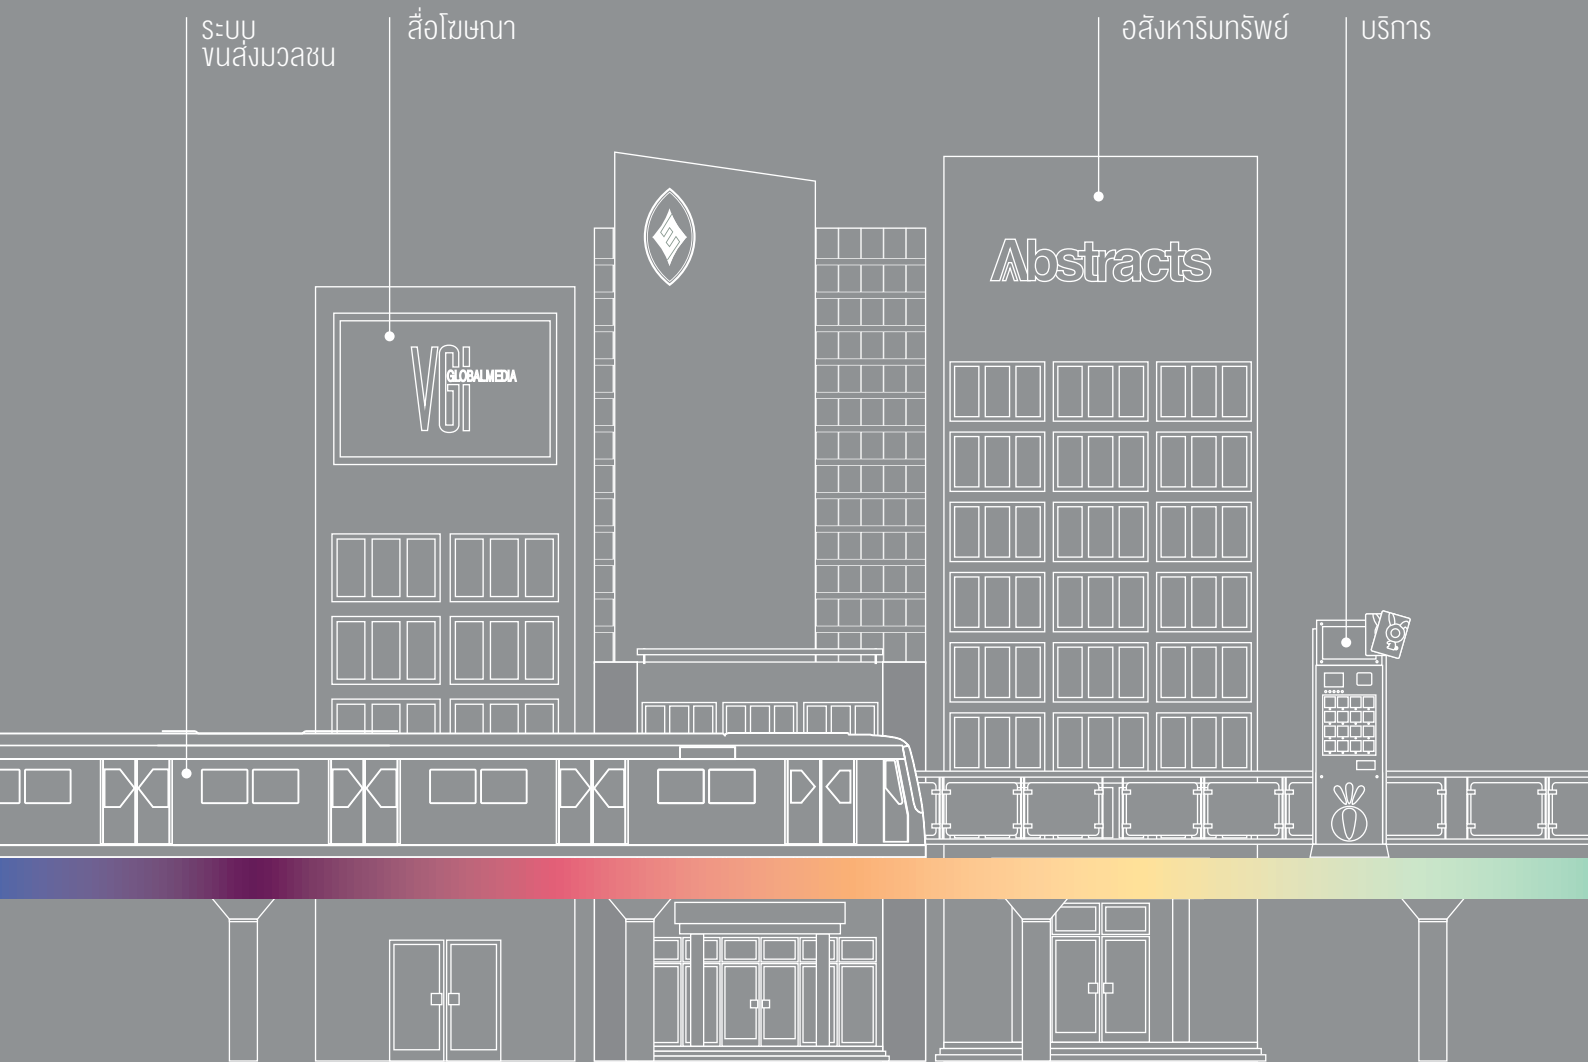 ระบบ
ขนส่งมวลชน
สื่อโฆษณา
อสังหาริมทรัพย์
บริการ
Abstracts
VGI
GLOBAL MEDIA